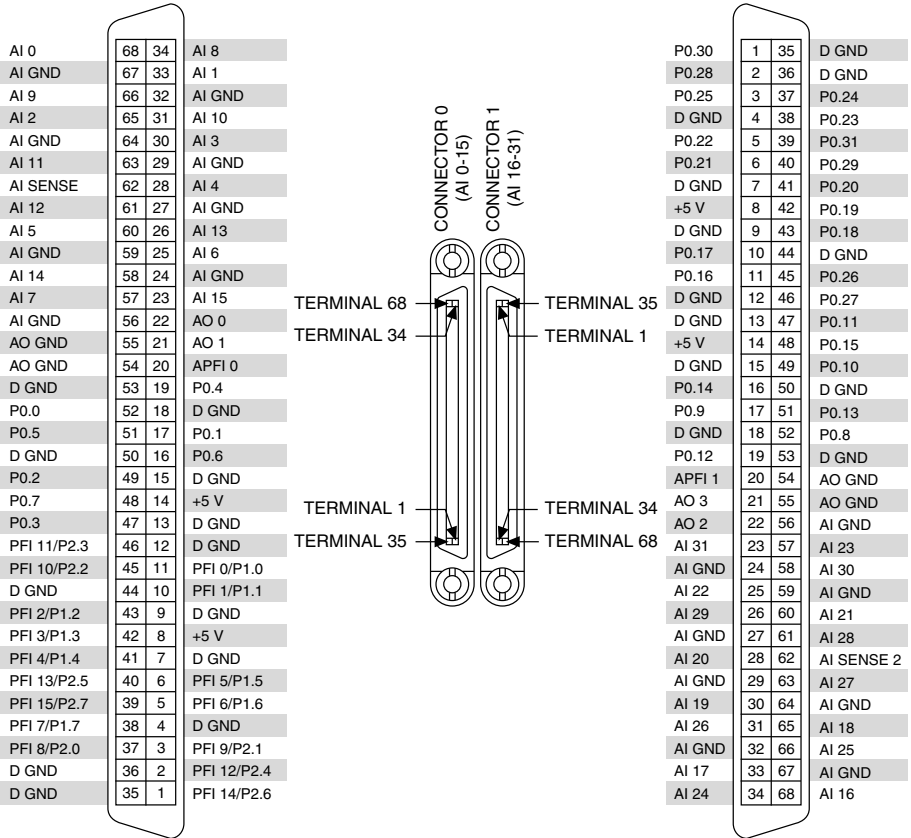 AI 0 68 34 AI 8
AI GND 67 33 AI 1
AI 9 66 32 AI GND
AI 2 65 31 AI 10
AI GND 64 30 AI 3
AI 11 63 29 AI GND
AI SENSE 62 28 AI 4
AI 12 61 27 AI GND
AI 5 60 26 AI 13
AI GND 59 25 AI 6
AI 14 58 24 AI GND
AI 7 57 23 AI 15
AI GND 56 22 AO 0
AO GND 55 21 AO 1
AO GND 54 20 APFI 0
D GND 53 19 P0.4
P0.0 52 18 D GND
P0.5 51 17 P0.1
D GND 50 16 P0.6
P0.2 49 15 D GND
P0.7 48 14 +5 V
P0.3 47 13 D GND
PFI 11/P2.3 46 12 D GND
PFI 10/P2.2 45 11 PFI 0/P1.0
D GND 44 10 PFI 1/P1.1
PFI 2/P1.2 43 9 D GND
PFI 3/P1.3 42 8 +5 V
PFI 4/P1.4 41 7 D GND
PFI 13/P2.5 40 6 PFI 5/P1.5
PFI 15/P2.7 39 5 PFI 6/P1.6
PFI 7/P1.7 38 4 D GND
PFI 8/P2.0 37 3 PFI 9/P2.1
D GND 36 2 PFI 12/P2.4
D GND 35 1 PFI 14/P2.6
CONNECTOR 0
(AI 0-15)
CONNECTOR 1
(AI 16-31)
TERMINAL 68
TERMINAL 34
TERMINAL 35
TERMINAL 1
TERMINAL 1
TERMINAL 35
TERMINAL 34
TERMINAL 68
P0.30 1 35 D GND
P0.28 2 36 D GND
P0.25 3 37 P0.24
D GND 4 38 P0.23
P0.22 5 39 P0.31
P0.21 6 40 P0.29
D GND 7 41 P0.20
+5 V 8 42 P0.19
D GND 9 43 P0.18
P0.17 10 44 D GND
P0.16 11 45 P0.26
D GND 12 46 P0.27
D GND 13 47 P0.11
+5 V 14 48 P0.15
D GND 15 49 P0.10
P0.14 16 50 D GND
P0.9 17 51 P0.13
D GND 18 52 P0.8
P0.12 19 53 D GND
APFI 1 20 54 AO GND
AO 3 21 55 AO GND
AO 2 22 56 AI GND
AI 31 23 57 AI 23
AI GND 24 58 AI 30
AI 22 25 59 AI GND
AI 29 26 60 AI 21
AI GND 27 61 AI 28
AI 20 28 62 AI SENSE 2
AI GND 29 63 AI 27
AI 19 30 64 AI GND
AI 26 31 65 AI 18
AI GND 32 66 AI 25
AI 17 33 67 AI GND
AI 24 34 68 AI 16